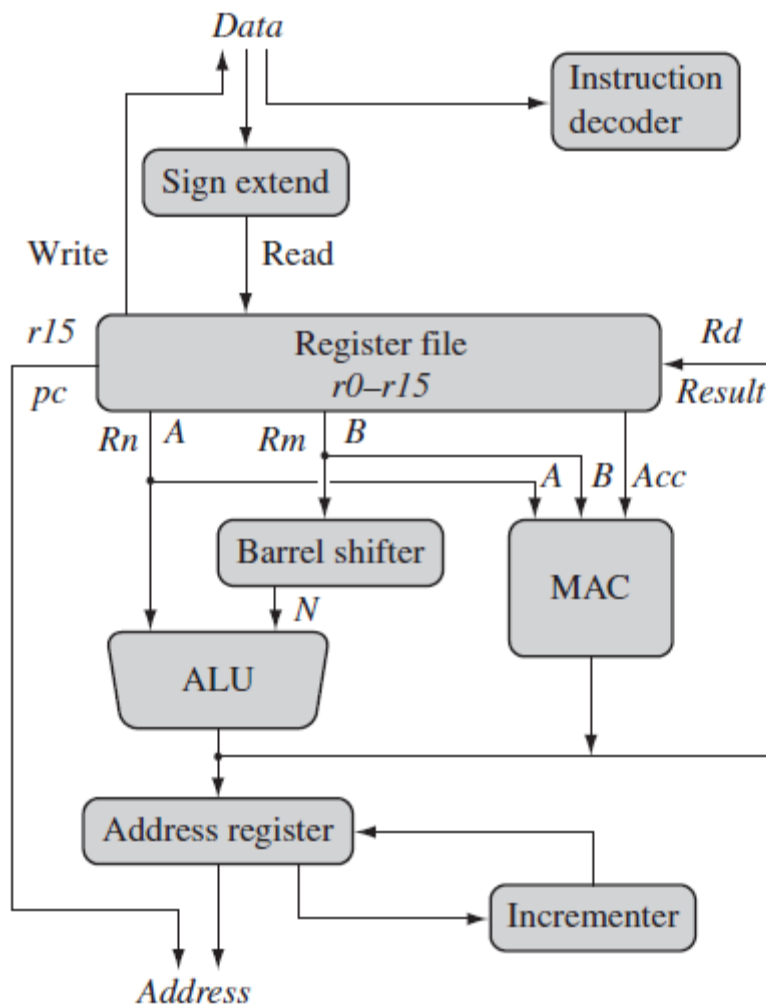 Data
Instruction
decoder
Sign extend
Write
Read
r15
Register file
Rd
pc
r0–r15
Result
Rn
A
Rm
B
A
B
Acc
Barrel shifter
MAC
N
ALU
Address register
Incrementer
Address